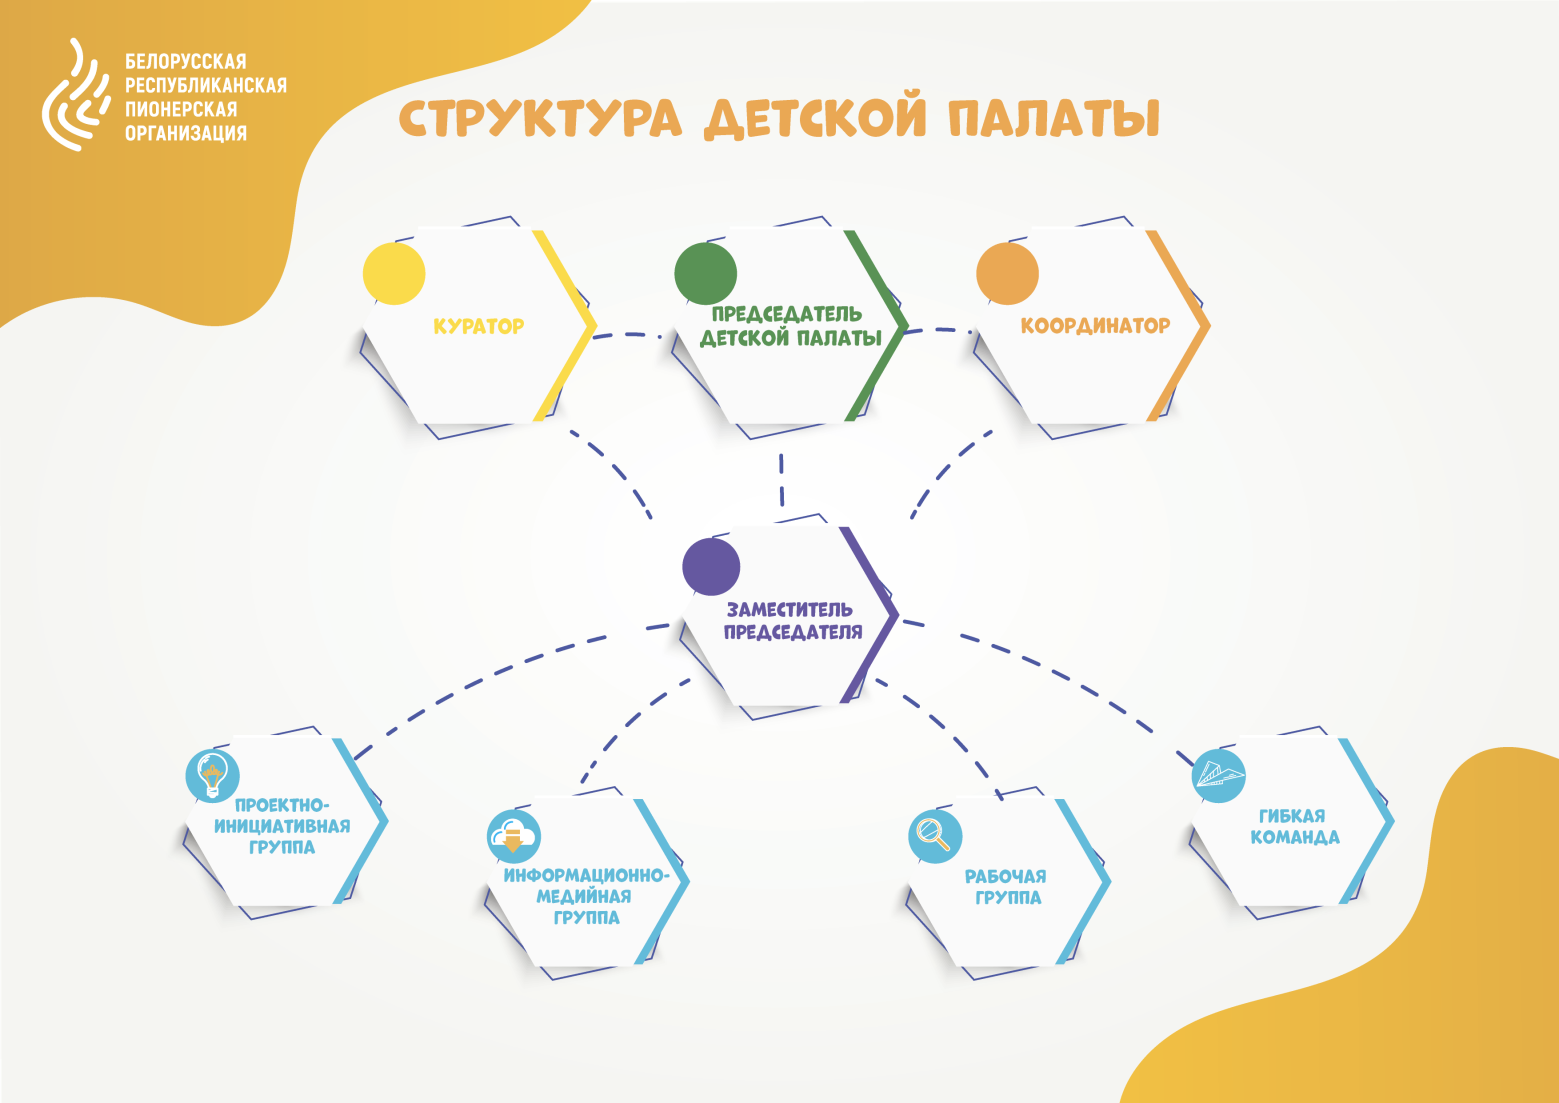 БЕЛОРУССКАЯ
РЕСПУБЛИКАНСКАЯ
ПИОНЕРСКАЯ
ОРГАНИЗАЦИЯ
СТРУКТУРА ДЕТСКОЙ ПАЛАТЫ
КУРАТОР
ПРЕДСЕДАТЕЛЬ
ДЕТСКОЙ ПАЛАТЫ
КООРДИНАТОР
ЗАМЕСТИТЕЛЬ
ПРЕДСЕДАТЕЛЯ
ПРОЕКТНО-
ИНИЦИАТИВНАЯ
ГРУППА
ИНФОРМАЦИОННО-
МЕДИЙНАЯ
ГРУППА
РАБОЧАЯ
ГРУППА
ГИБКАЯ
КОМАНДА